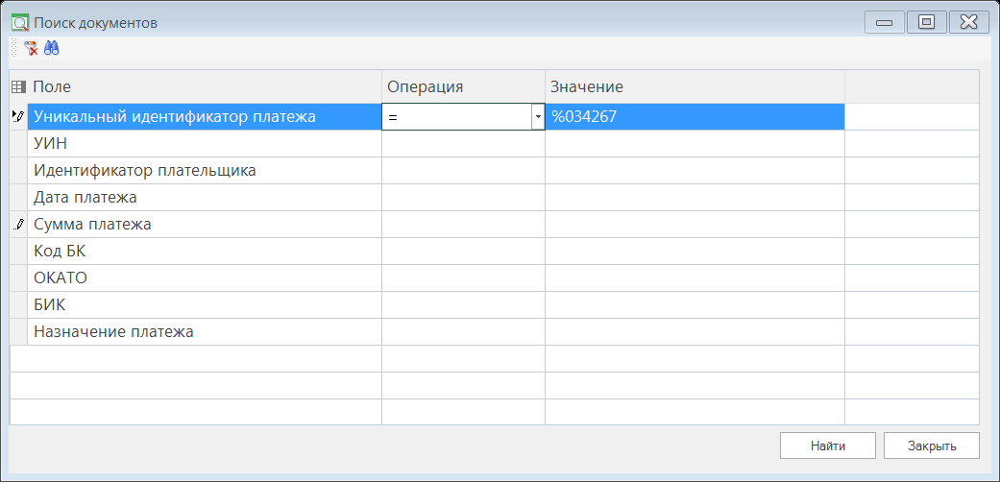 Поиск документов
Поле Операция Значение
Уникальный идентификатор платежа = %034267
УИН
Идентификатор плательщика
Дата платежа
Сумма платежа
Код БК
ОКАТО
БИК
Назначение платежа
Найти Закрыть